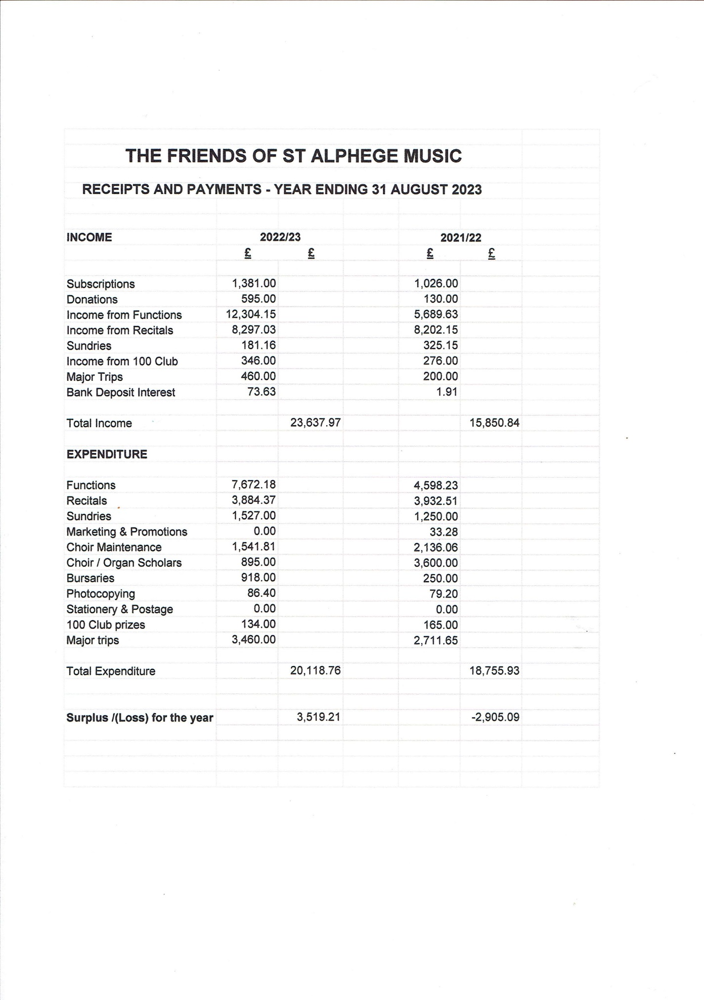 THE FRIENDS OF ST ALPHEGE MUSIC
RECEIPTS AND PAYMENTS - YEAR ENDING 31 AUGUST 2023
INCOME 2022/23 2021/22
£ £ £ £
Subscriptions 1,381.00 1,026.00
Donations 595.00 130.00
Income from Functions 12,304.15 5,689.63
Income from Recitals 8,297.03 8,202.15
Sundries 181.16 325.15
Income from 100 Club 346.00 276.00
Major Trips 460.00 200.00
Bank Deposit Interest 73.63 1.91
Total Income 23,637.97 15,850.84
EXPENDITURE
Functions 7,672.18 4,598.23
Recitals 3,884.37 3,932.51
Sundries 1,527.00 1,250.00
Marketing & Promotions 0.00 33.28
Choir Maintenance 1,541.81 2,136.06
Choir / Organ Scholars 895.00 3,600.00
Bursaries 918.00 250.00
Photocopying 86.40 79.20
Stationery & Postage 0.00 0.00
100 Club prizes 134.00 165.00
Major trips 3,460.00 2,711.65
Total Expenditure 20,118.76 18,755.93
Surplus /(Loss) for the year 3,519.21 -2,905.09